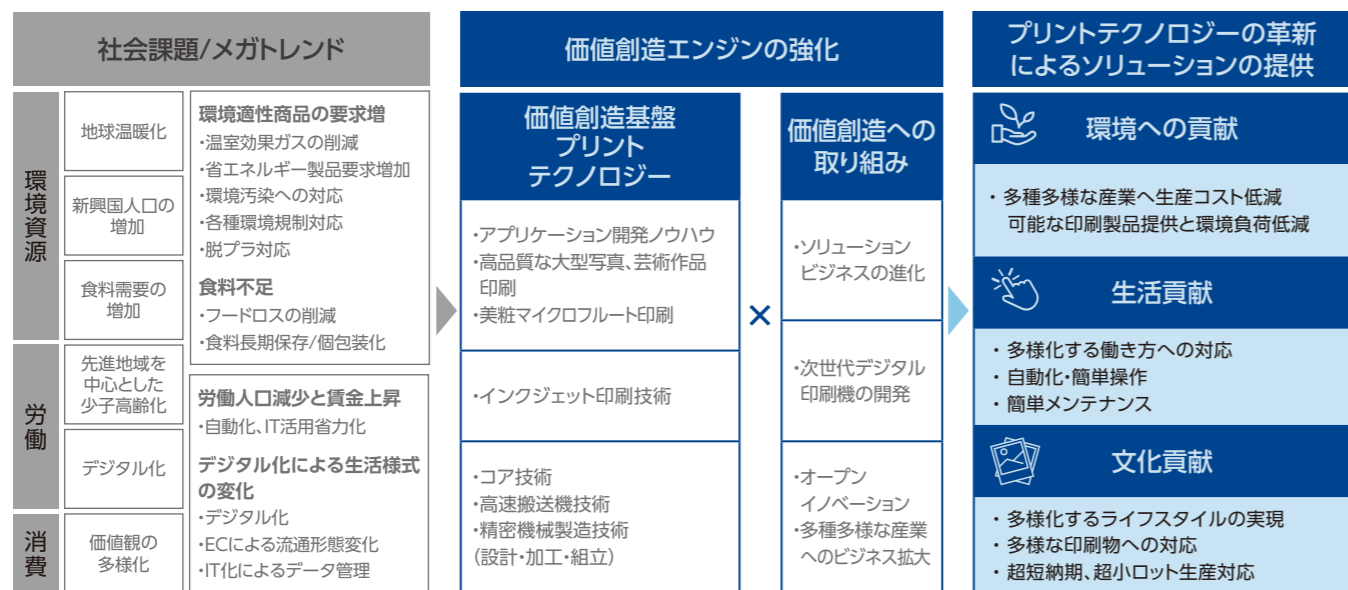 社会課題/メガトレンド
環境資源
地球温暖化
新興国人口の
増加
食料需要の
増加
労働
先進地域を
中心とした
少子高齢化
デジタル化
消費
価値観の
多様化
環境適性商品の要求増
・温室効果ガスの削減
・省エネルギー製品要求増加
・環境汚染への対応
・各種環境規制対応
・脱プラ対応
食料不足
・フードロスの削減
・食料長期保存/個包装化
労働人口減少と賃金上昇
・自動化、IT活用省力化
デジタル化による生活様式
の変化
・デジタル化
・ECによる流通形態変化
・IT化によるデータ管理
価値創造エンジンの強化
価値創造基盤
プリント
テクノロジー
・アプリケーション開発ノウハウ
・高品質な大型写真、芸術作品
印刷
・美粧マイクロフルート印刷
・インクジェット印刷技術
・コア技術
・高速搬送機技術
・精密機械製造技術
(設計・加工・組立)
×
価値創造への
取り組み
・ソリューション
ビジネスの進化
・次世代デジタル
印刷機の開発
・オープン
イノベーション
・多種多様な産業
へのビジネス拡大
プリントテクノロジーの革新
によるソリューションの提供
環境への貢献
・多種多様な産業へ生産コスト低減
可能な印刷製品提供と環境負荷低減
生活貢献
・多様化する働き方への対応
・自動化・簡単操作
・簡単メンテナンス
文化貢献
・多様化するライフスタイルの実現
・多様な印刷物への対応
・超短納期、超小ロット生産対応